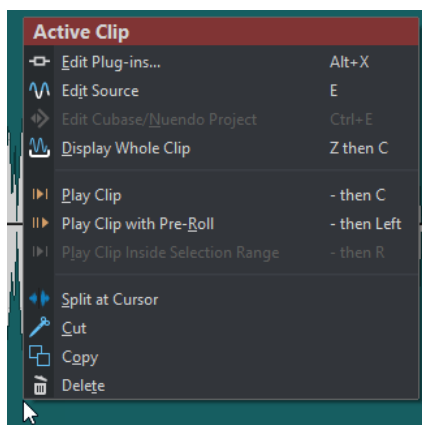 Active Clip
Edit Plug-ins... Alt+X
Edit Source E
Edit Cubase/Nuendo Project Ctrl+E
Display Whole Clip Z then C
Play Clip - then C
Play Clip with Pre-Roll - then Left
Play Clip Inside Selection Range - then R
Split at Cursor
Cut
Copy
Delete